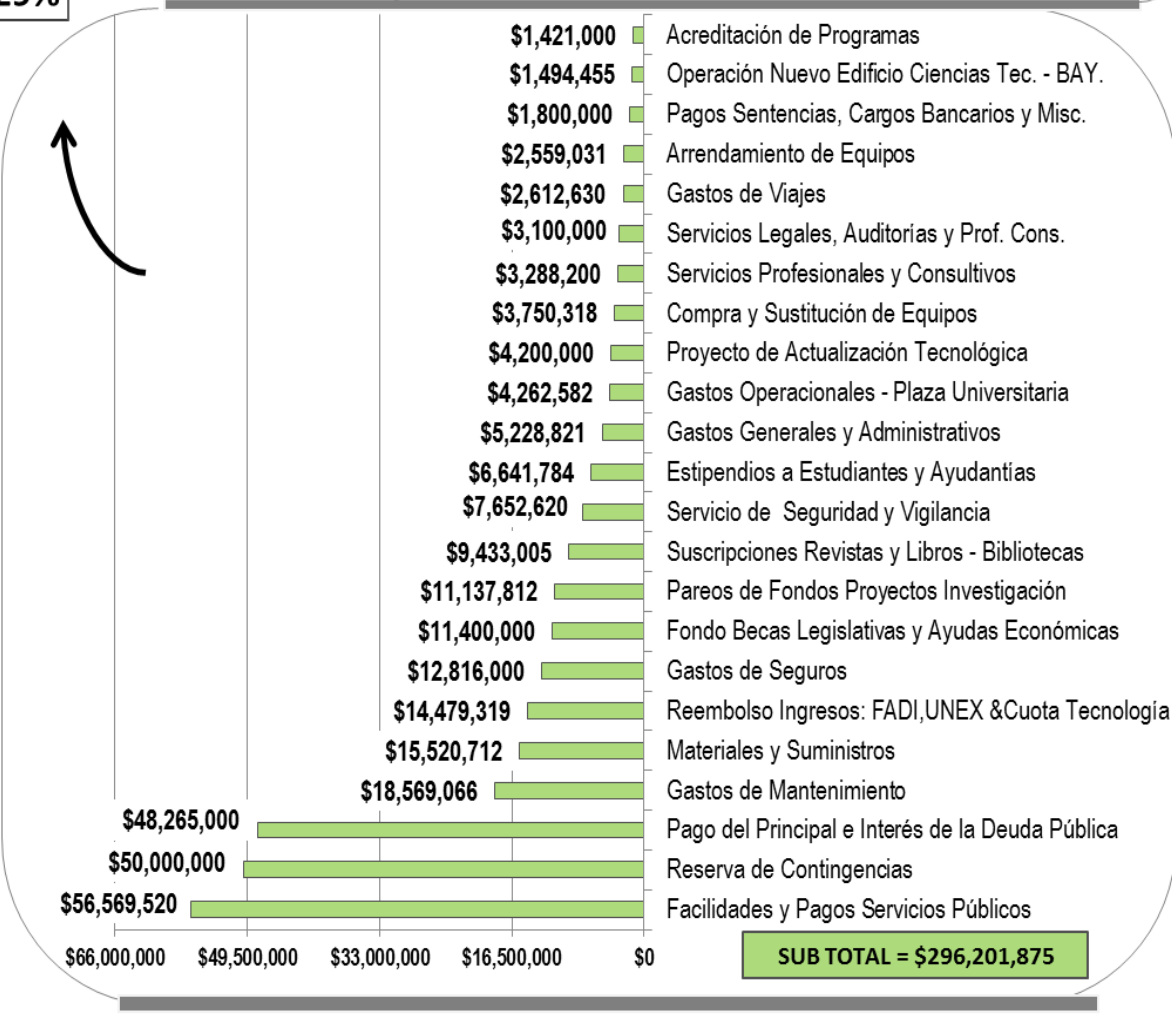 $1,421,000 Acreditación de Programas
$1,494,455 Operación Nuevo Edificio Ciencias Tec. - BAY.
$1,800,000 Pagos Sentencias, Cargos Bancarios y Misc.
$2,559,031 Arrendamiento de Equipos
$2,612,630 Gastos de Viajes
$3,100,000 Servicios Legales, Auditorías y Prof. Cons.
$3,288,200 Servicios Profesionales y Consultivos
$3,750,318 Compra y Sustitución de Equipos
$4,200,000 Proyecto de Actualización Tecnológica
$4,262,582 Gastos Operacionales - Plaza Universitaria
$5,228,821 Gastos Generales y Administrativos
$6,641,784 Estipendios a Estudiantes y Ayudantías
$7,652,620 Servicio de Seguridad y Vigilancia
$9,433,005 Suscripciones Revistas y Libros - Bibliotecas
$11,137,812 Pareos de Fondos Proyectos Investigación
$11,400,000 Fondo Becas Legislativas y Ayudas Económicas
$12,816,000 Gastos de Seguros
$14,479,319 Reembolso Ingresos: FADI,UNEX &Cuota Tecnología
$15,520,712 Materiales y Suministros
$18,569,066 Gastos de Mantenimiento
$48,265,000 Pago del Principal e Interés de la Deuda Pública
$50,000,000 Reserva de Contingencias
$56,569,520 Facilidades y Pagos Servicios Públicos
$66,000,000 $49,500,000 $33,000,000 $16,500,000 $0
SUB TOTAL = $296,201,875